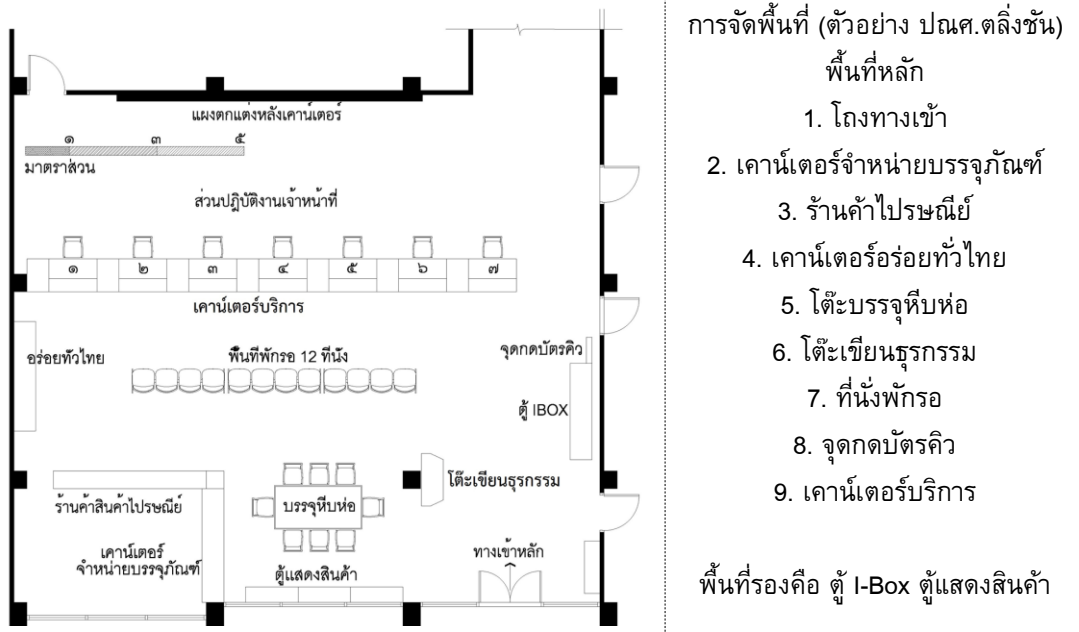 แผงตกแต่งหลังเคาน์เตอร์
๑ ๓ ๕
มาตราส่วน
ส่วนปฎิบัติงานเจ้าหน้าที่
๑ ๒ ๓ ๔ ๕ ๖ ๗
เคาน์เตอร์บริการ
อร่อยทั่วไทย
พื้นที่พักรอ 12 ที่นั่ง
จุดกดบัตรคิว
ตู้ IBOX
โต๊ะเขียนธุรกรรม
ร้านค้าสินค้าไปรษณีย์
บรรจุหีบห่อ
เคาน์เตอร์
จำหน่ายบรรจุภัณฑ์
ตู้แสดงสินค้า
ทางเข้าหลัก
การจัดพื้นที่ (ตัวอย่าง ปณศ.ตลิ่งชัน)
พื้นที่หลัก
1. โถงทางเข้า
2. เคาน์เตอร์จำหน่ายบรรจุภัณฑ์
3. ร้านค้าไปรษณีย์
4. เคาน์เตอร์อร่อยทั่วไทย
5. โต๊ะบรรจุหีบห่อ
6. โต๊ะเขียนธุรกรรม
7. ที่นั่งพักรอ
8. จุดกดบัตรคิว
9. เคาน์เตอร์บริการ
พื้นที่รองคือ ตู้ I-Box ตู้แสดงสินค้า